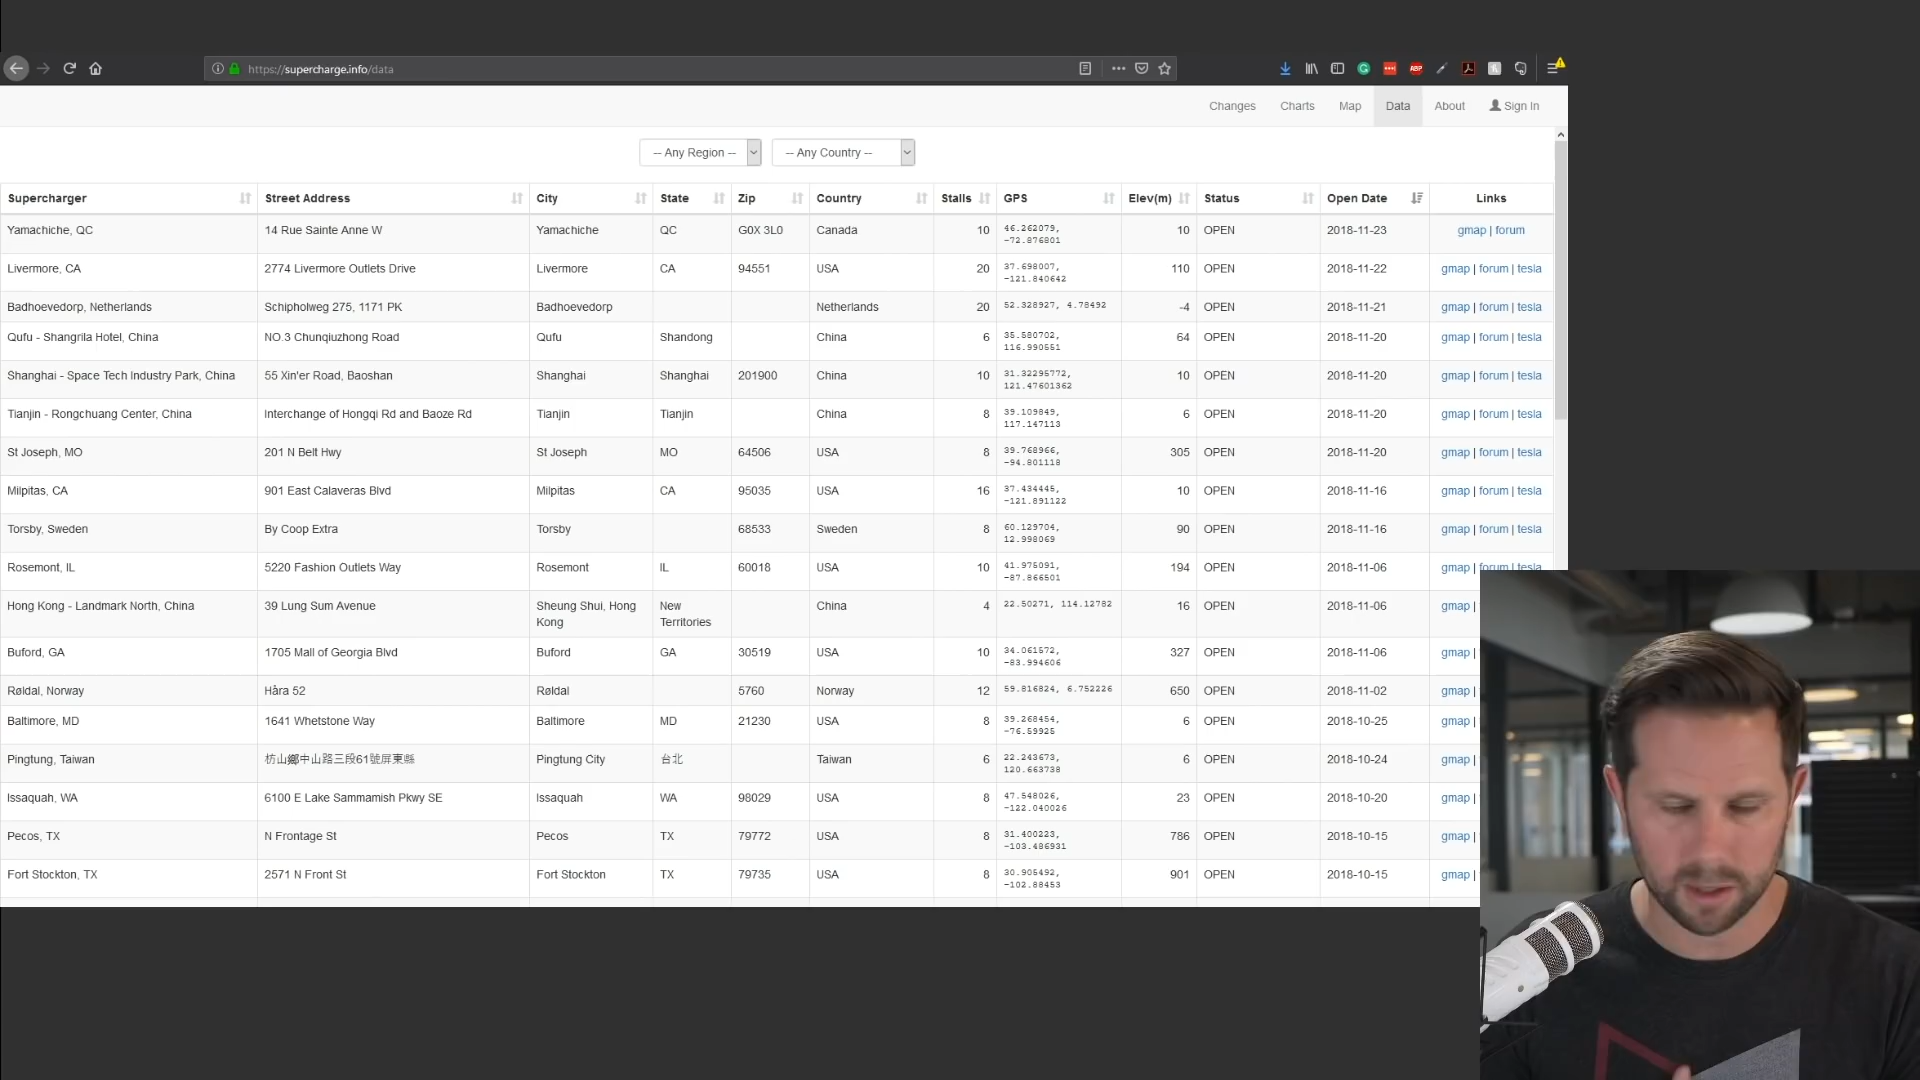 https://supercharge.info/data
Changes Charts Map Data About Sign In
-- Any Region -- -- Any Country --
Supercharger Street Address City State Zip Country Stalls GPS Elev(m) Status Open Date Links
Yamachiche, QC 14 Rue Sainte Anne W Yamachiche QC G0X 3L0 Canada 10 46.262079, -72.876801 10 OPEN 2018-11-23 gmap | forum
Livermore, CA 2774 Livermore Outlets Drive Livermore CA 94551 USA 20 37.698007, -121.840642 110 OPEN 2018-11-22 gmap | forum | tesla
Badhoevedorp, Netherlands Schipholweg 275, 1171 PK Badhoevedorp Netherlands 20 52.328927, 4.78492 -4 OPEN 2018-11-21 gmap | forum | tesla
Qufu - Shangrila Hotel, China NO.3 Chunqiuzhong Road Qufu Shandong China 6 35.580702, 116.990551 64 OPEN 2018-11-20 gmap | forum | tesla
Shanghai - Space Tech Industry Park, China 55 Xin'er Road, Baoshan Shanghai Shanghai 201900 China 10 31.32295772, 121.47601362 10 OPEN 2018-11-20 gmap | forum | tesla
Tianjin - Rongchuang Center, China Interchange of Hongqi Rd and Baoze Rd Tianjin Tianjin China 8 39.109849, 117.147113 6 OPEN 2018-11-20 gmap | forum | tesla
St Joseph, MO 201 N Belt Hwy St Joseph MO 64506 USA 8 39.768966, -94.801118 305 OPEN 2018-11-20 gmap | forum | tesla
Milpitas, CA 901 East Calaveras Blvd Milpitas CA 95035 USA 16 37.434445, -121.891122 10 OPEN 2018-11-16 gmap | forum | tesla
Torsby, Sweden By Coop Extra Torsby 68533 Sweden 8 60.129704, 12.998069 90 OPEN 2018-11-16 gmap | forum | tesla
Rosemont, IL 5220 Fashion Outlets Way Rosemont IL 60018 USA 10 41.975091, -87.866501 194 OPEN 2018-11-06 gmap | forum | tesla
Hong Kong - Landmark North, China 39 Lung Sum Avenue Sheung Shui, Hong Kong New Territories China 4 22.50271, 114.12782 16 OPEN 2018-11-06 gmap |
Buford, GA 1705 Mall of Georgia Blvd Buford GA 30519 USA 10 34.061572, -83.994606 327 OPEN 2018-11-06 gmap |
Røldal, Norway Håra 52 Røldal 5760 Norway 12 59.816824, 6.752226 650 OPEN 2018-11-02 gmap |
Baltimore, MD 1641 Whetstone Way Baltimore MD 21230 USA 8 39.268454, -76.59925 6 OPEN 2018-10-25 gmap |
Pingtung, Taiwan 枋山鄉中山路三段61號屏東縣 Pingtung City 台北 Taiwan 6 22.243673, 120.663738 6 OPEN 2018-10-24 gmap |
Issaquah, WA 6100 E Lake Sammamish Pkwy SE Issaquah WA 98029 USA 8 47.548026, -122.040026 23 OPEN 2018-10-20 gmap |
Pecos, TX N Frontage St Pecos TX 79772 USA 8 31.400223, -103.486931 786 OPEN 2018-10-15 gmap |
Fort Stockton, TX 2571 N Front St Fort Stockton TX 79735 USA 8 30.905492, -102.88453 901 OPEN 2018-10-15 gmap |